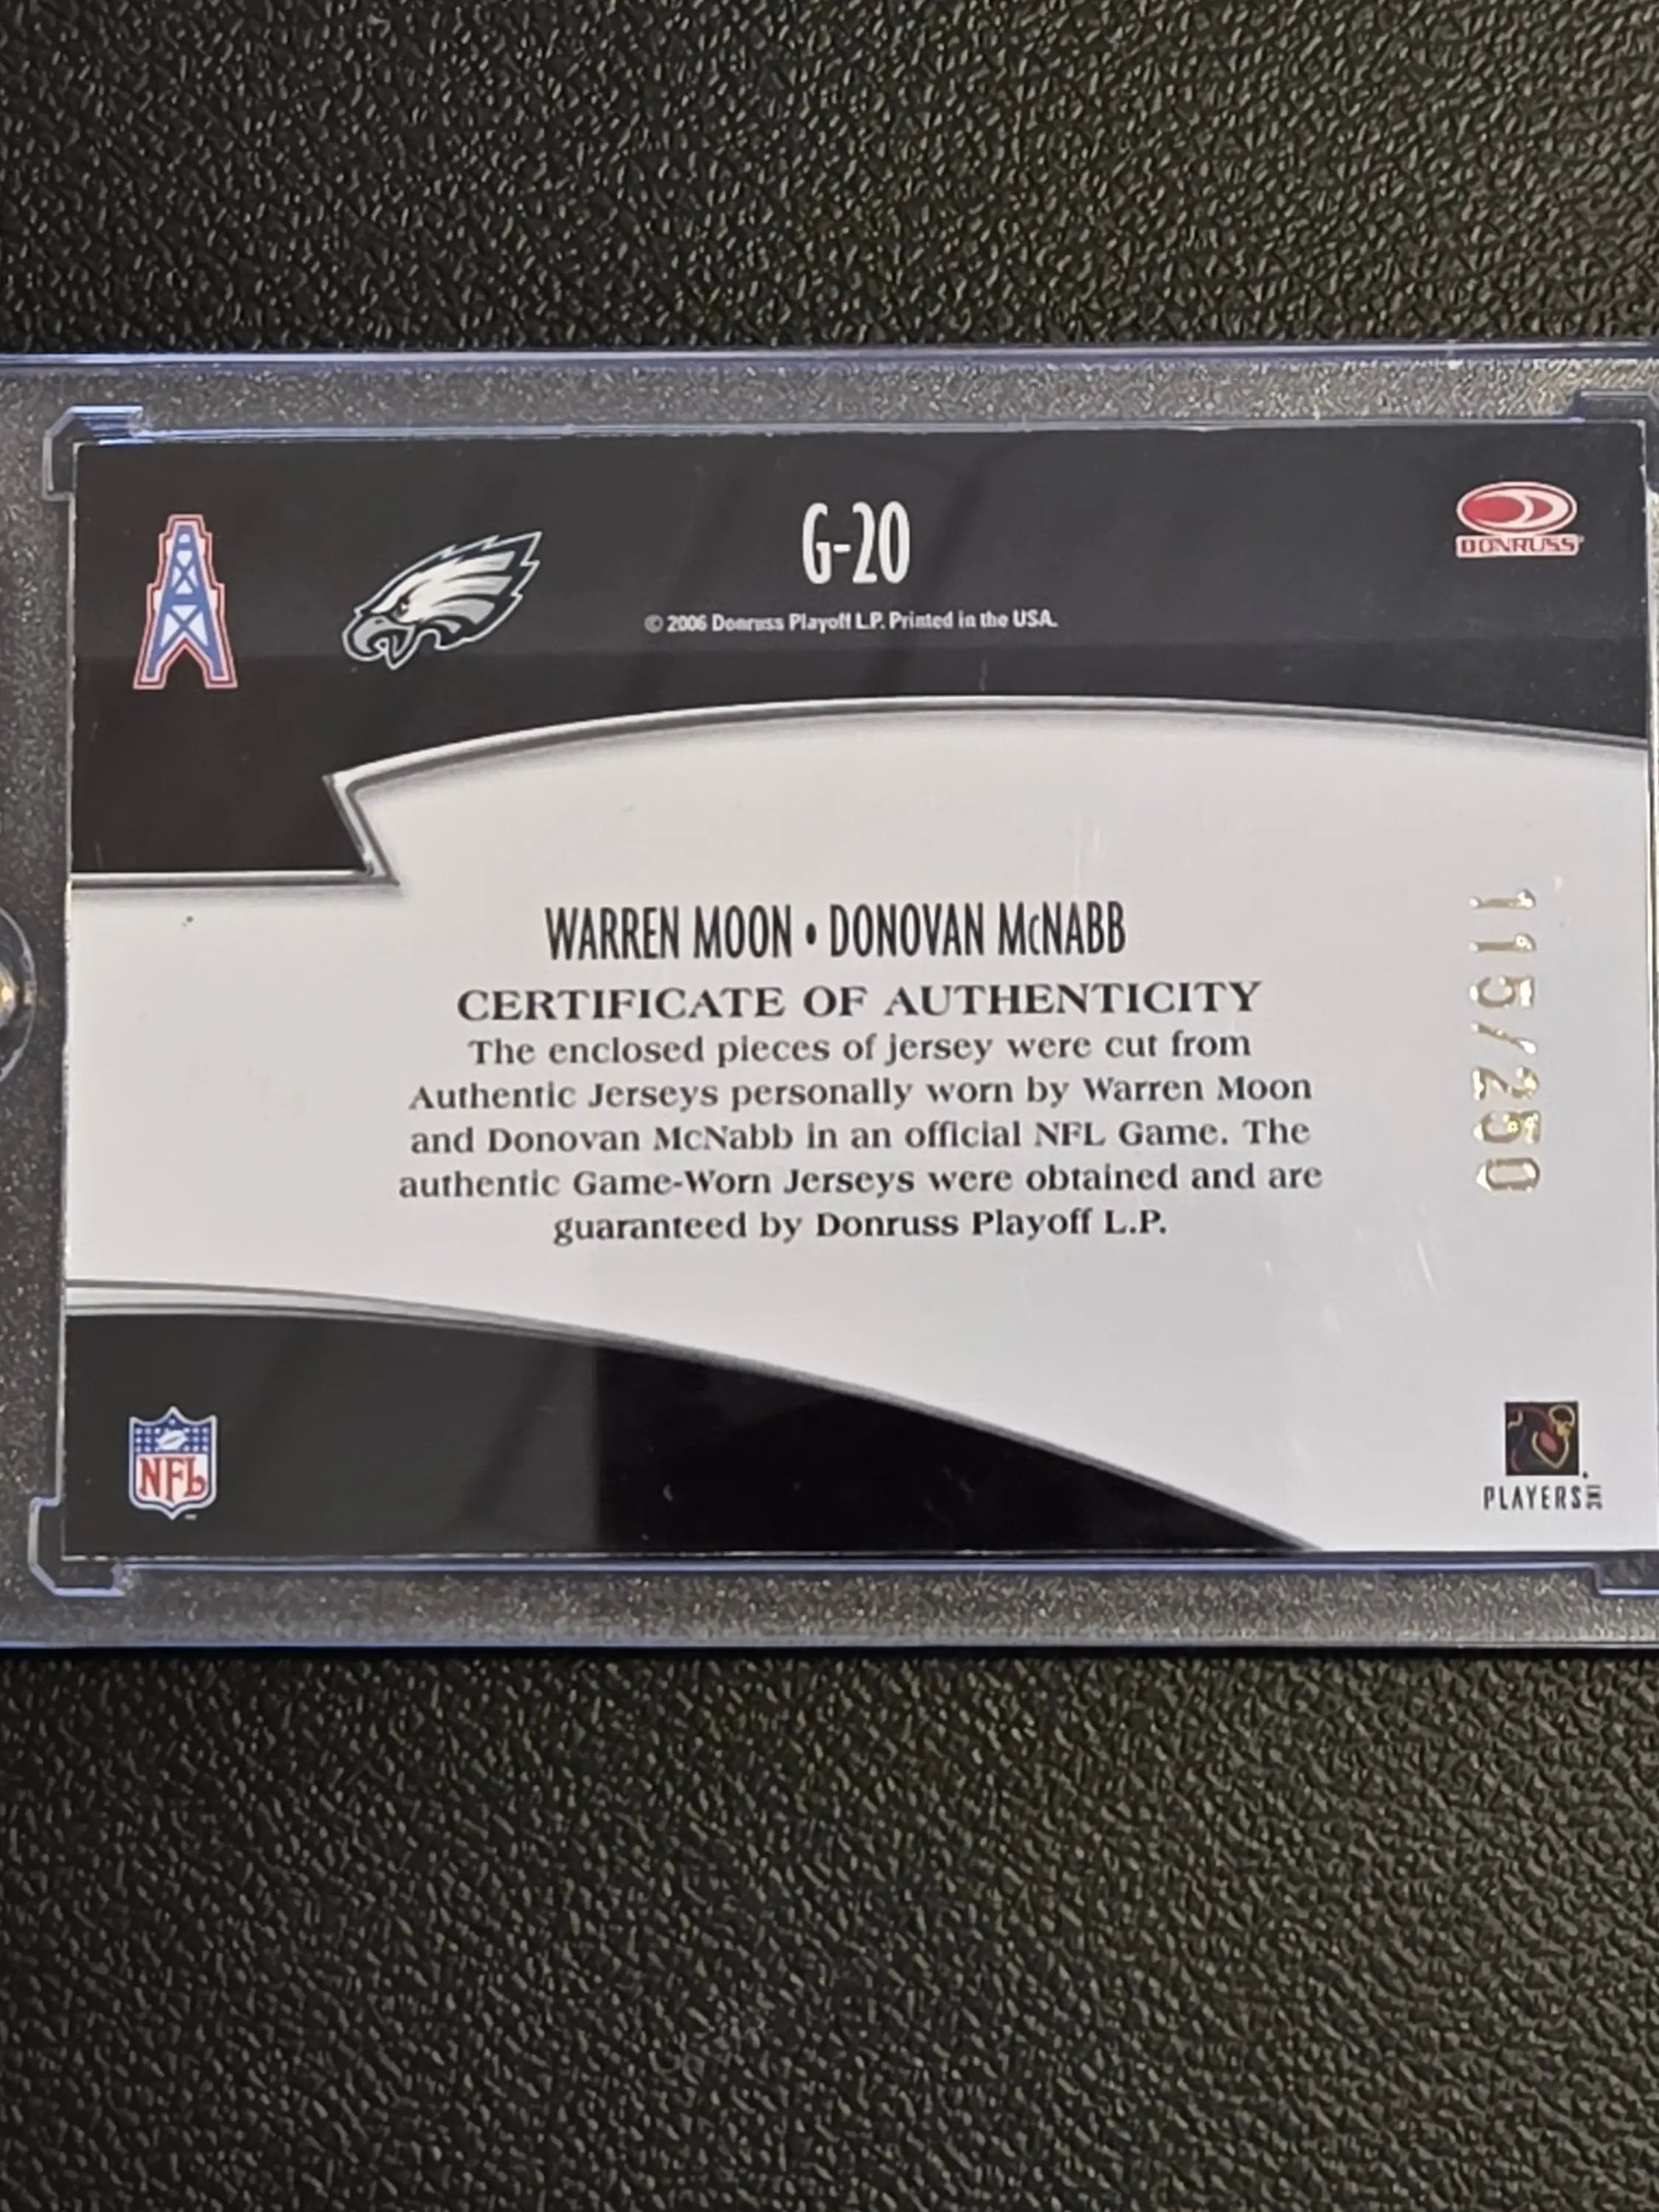 G-20
DONRUSS
© 2006 Donruss Playoff L.P. Printed in the USA.
WARREN MOON • DONOVAN McNABB
CERTIFICATE OF AUTHENTICITY
The enclosed pieces of jersey were cut from
Authentic Jerseys personally worn by Warren Moon
and Donovan McNabb in an official NFL Game. The
authentic Game-Worn Jerseys were obtained and are
guaranteed by Donruss Playoff L.P.
115/250
NFL
PLAYERS INC